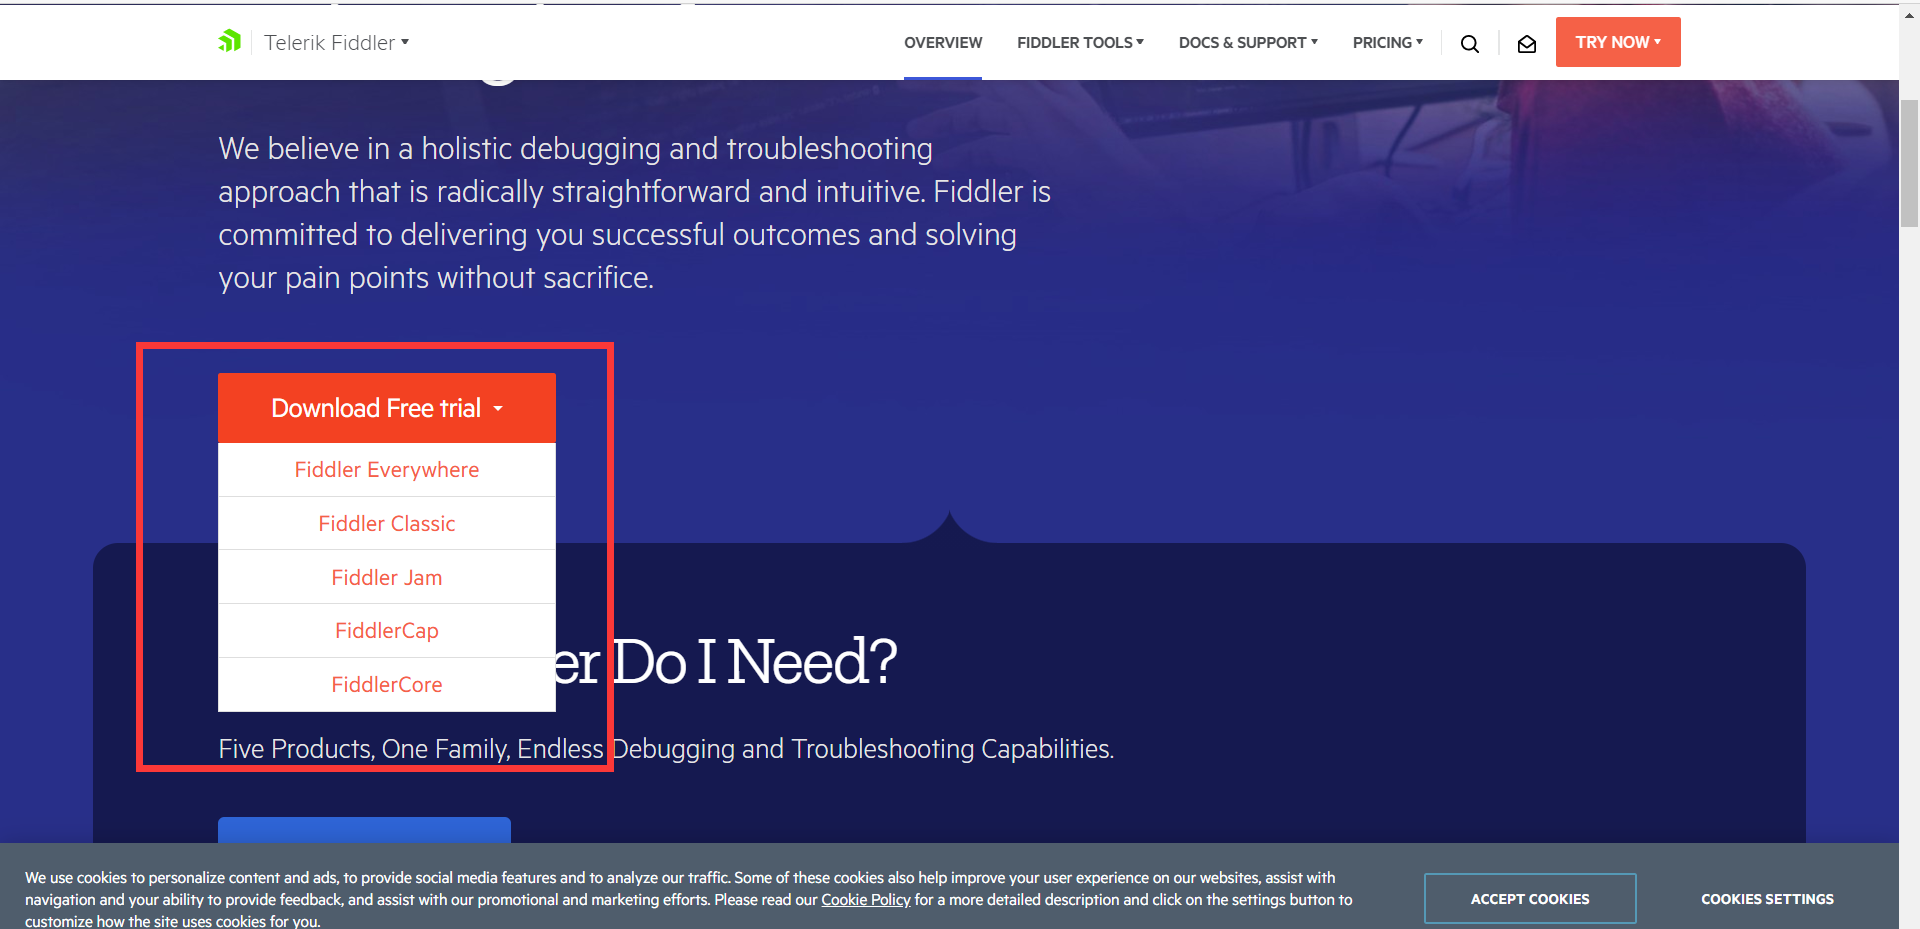 Telerik Fiddler
OVERVIEW
FIDDLER TOOLS
DOCS & SUPPORT
PRICING
TRY NOW
We believe in a holistic debugging and troubleshooting
approach that is radically straightforward and intuitive. Fiddler is
committed to delivering you successful outcomes and solving
your pain points without sacrifice.
Download Free trial
Fiddler Everywhere
Fiddler Classic
Fiddler Jam
FiddlerCap
FiddlerCore
er Do I Need?
Five Products, One Family, Endless Debugging and Troubleshooting Capabilities.
We use cookies to personalize content and ads, to provide social media features and to analyze our traffic. Some of these cookies also help improve your user experience on our websites, assist with
navigation and your ability to provide feedback, and assist with our promotional and marketing efforts. Please read our Cookie Policy for a more detailed description and click on the settings button to
customize how the site uses cookies for you.
ACCEPT COOKIES
COOKIES SETTINGS